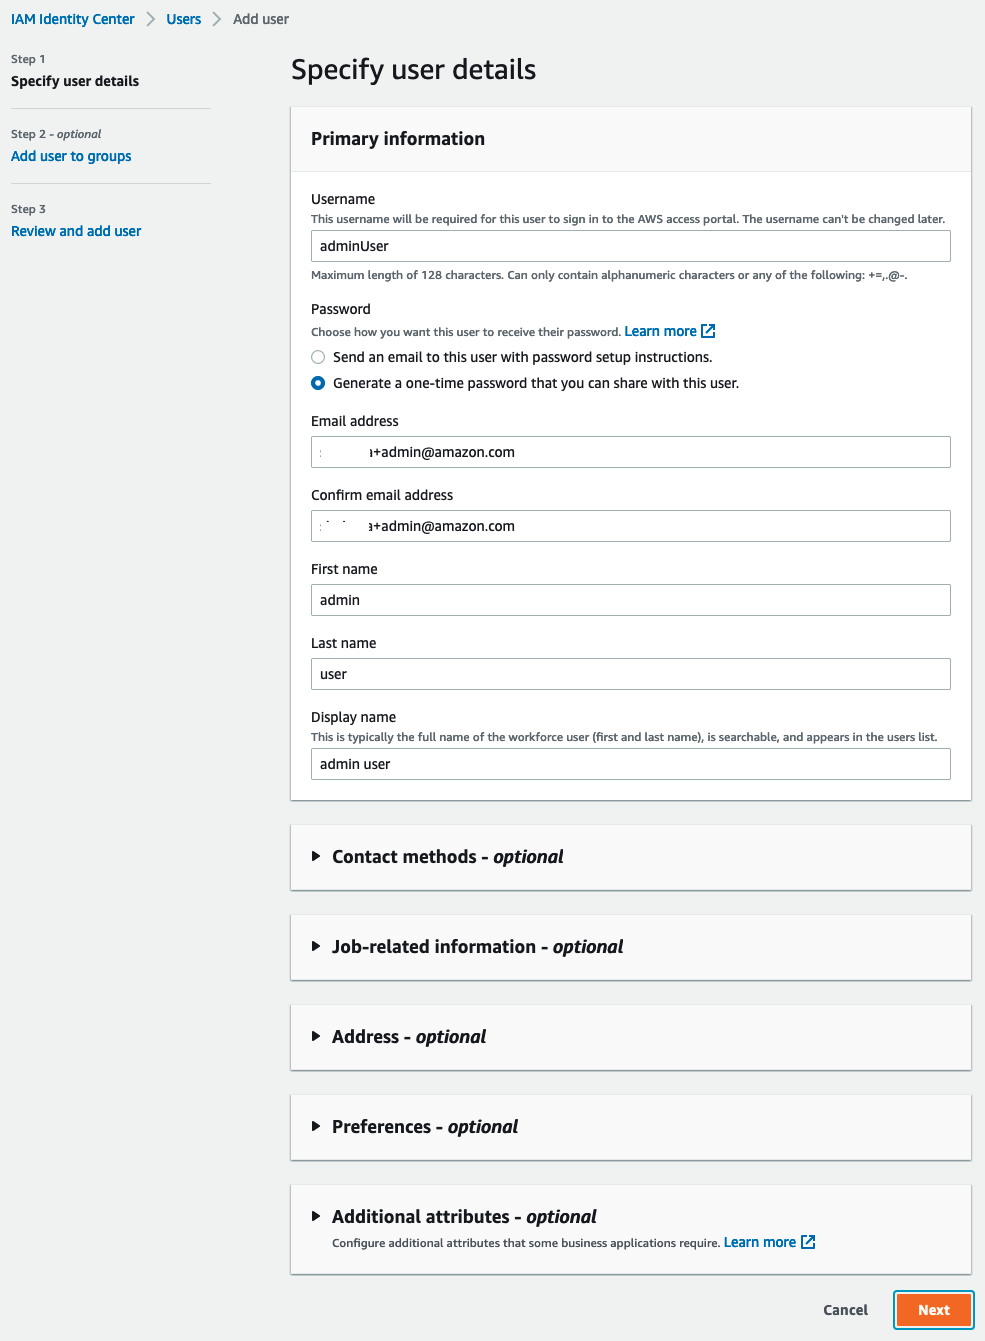 IAM Identity Center > Users > Add user
Step 1
Specify user details
Step 2 - optional
Add user to groups
Step 3
Review and add user
Specify user details
Primary information
Username
This username will be required for this user to sign in to the AWS access portal. The username can't be changed later.
adminUser
Maximum length of 128 characters. Can only contain alphanumeric characters or any of the following: +=,.@-.
Password
Choose how you want this user to receive their password. Learn more
Send an email to this user with password setup instructions.
Generate a one-time password that you can share with this user.
Email address
+admin@amazon.com
Confirm email address
a+admin@amazon.com
First name
admin
Last name
user
Display name
This is typically the full name of the workforce user (first and last name), is searchable, and appears in the users list.
admin user
Contact methods - optional
Job-related information - optional
Address - optional
Preferences - optional
Additional attributes - optional
Configure additional attributes that some business applications require. Learn more
Cancel
Next